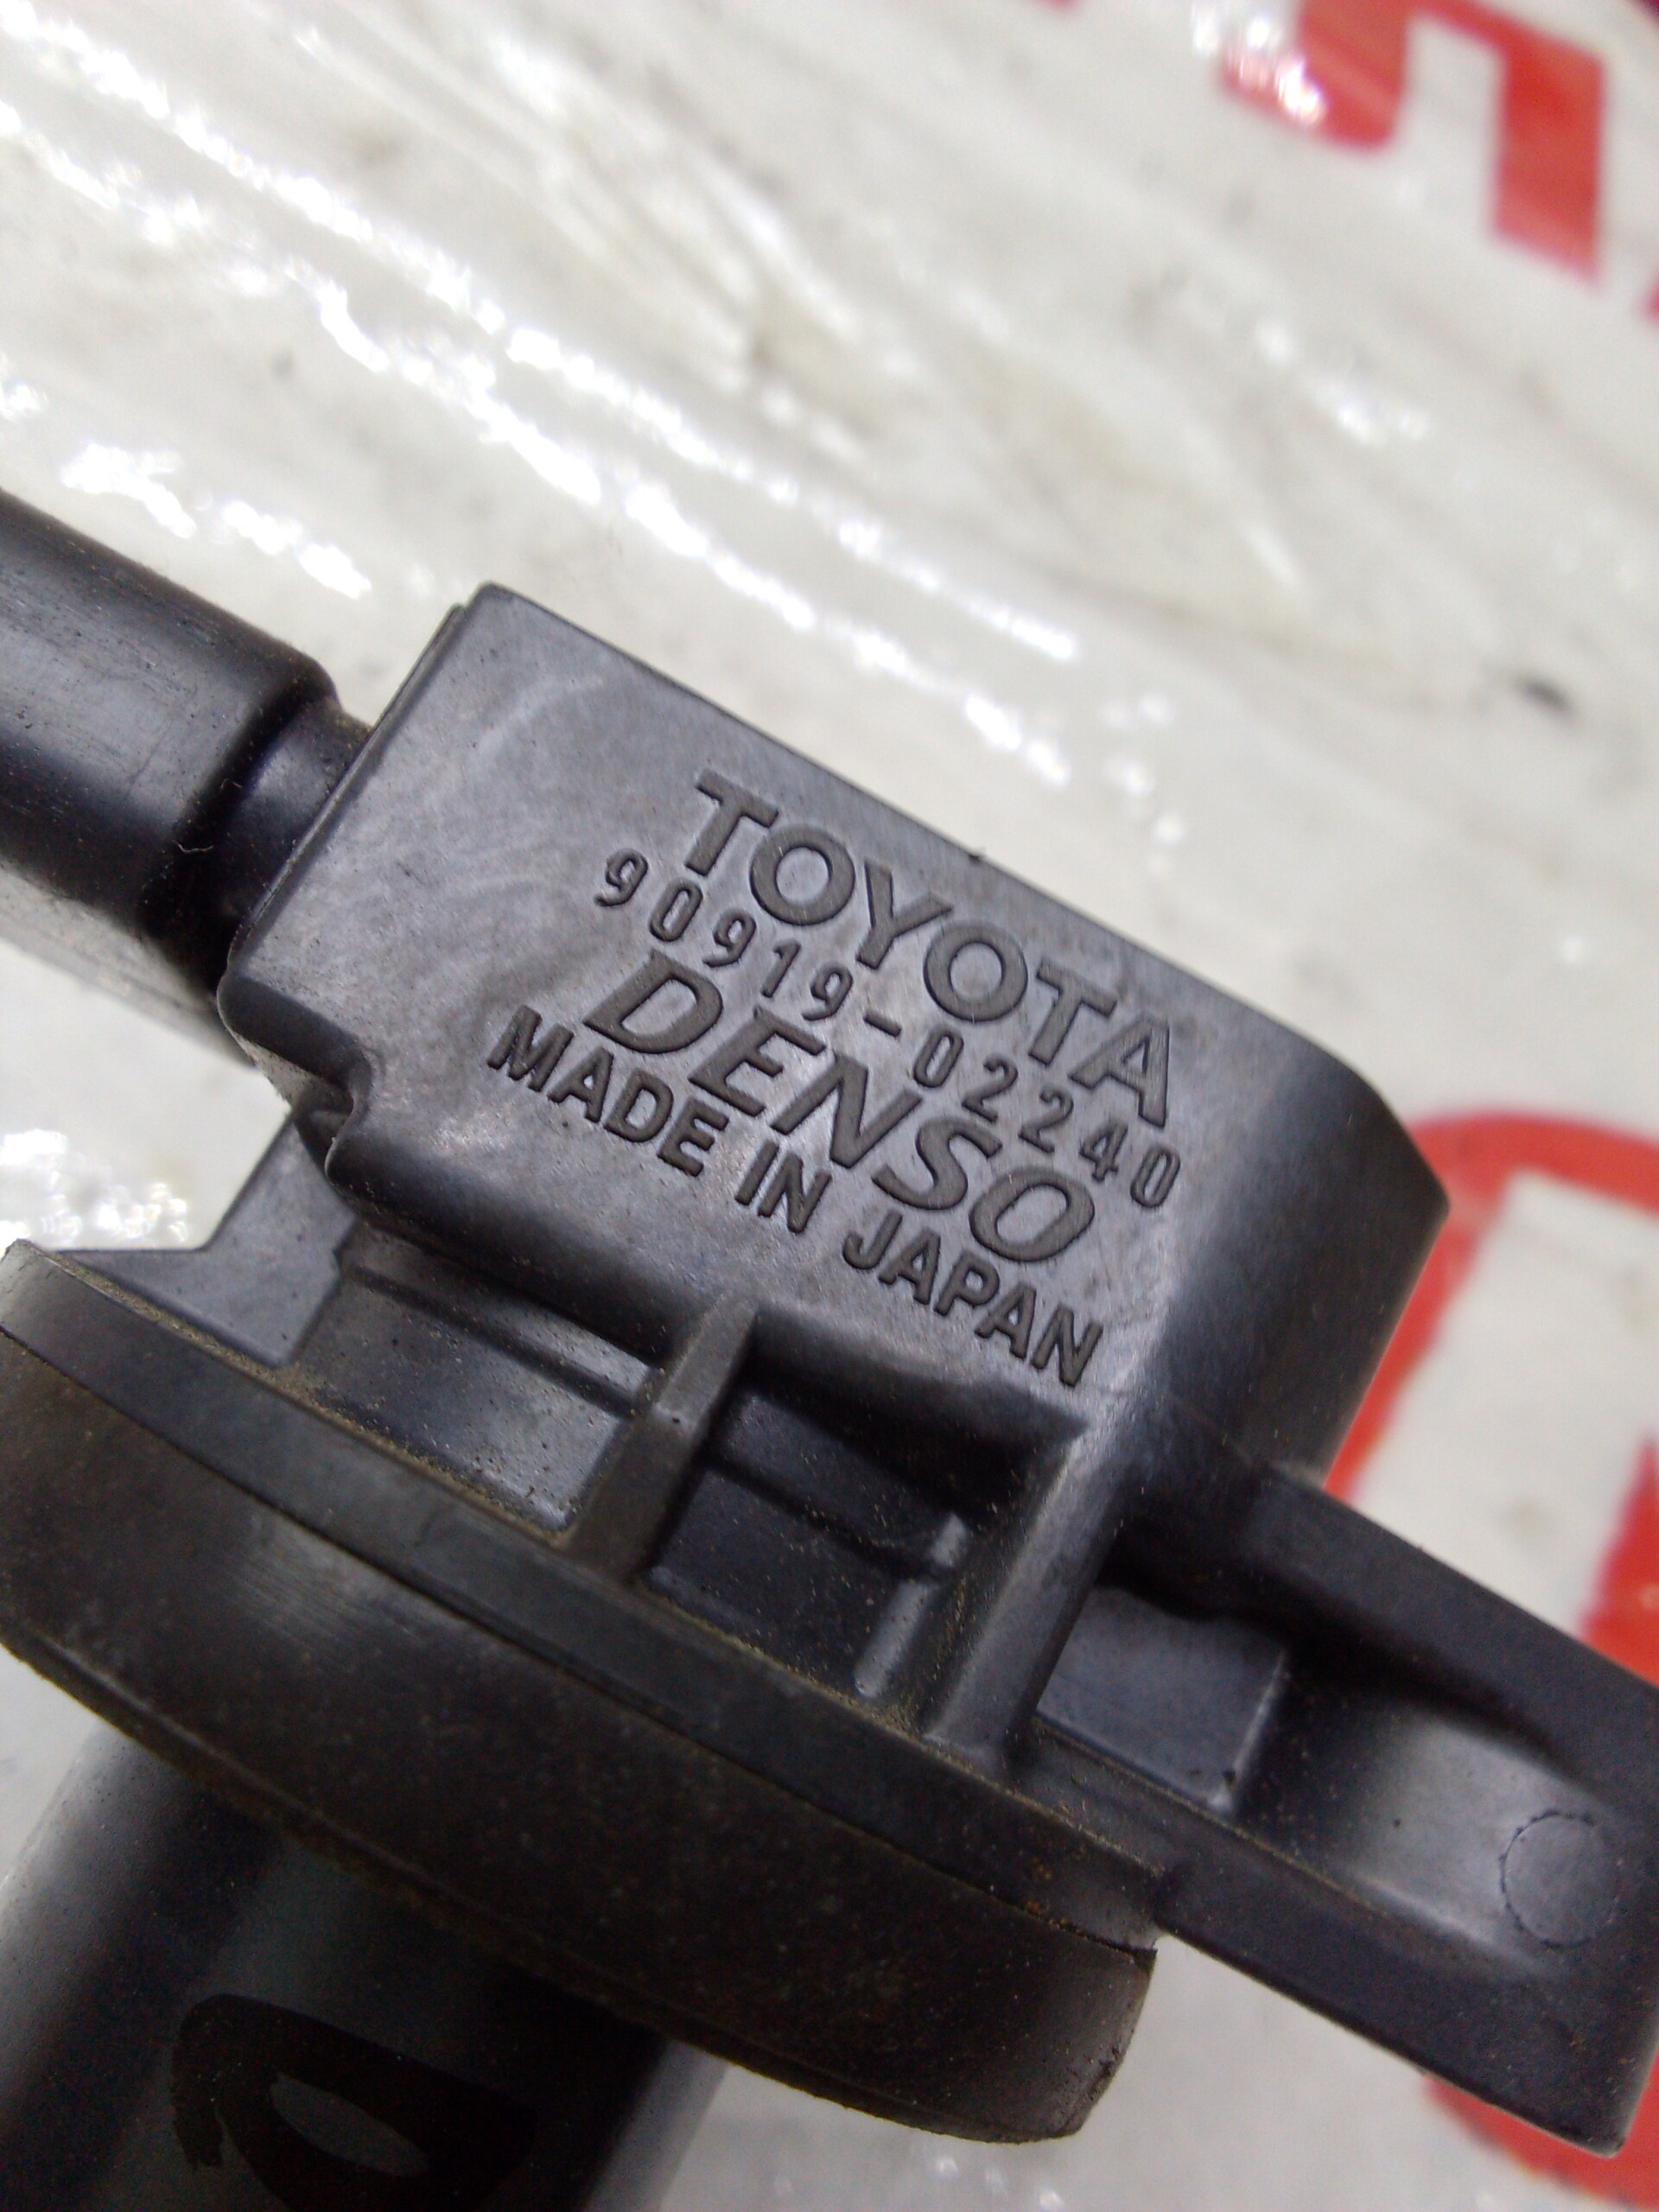 TOYOTA
90919-02240
DENSO
MADE IN JAPAN